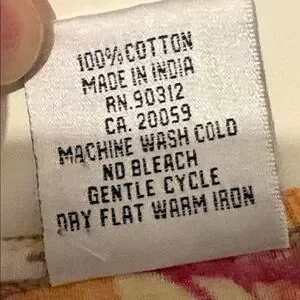 100% COTTON
MADE IN INDIA
RN.90312
CA. 20059
MACHINE WASH COLD
NO BLEACH
GENTLE CYCLE
DRY FLAT WARM IRON